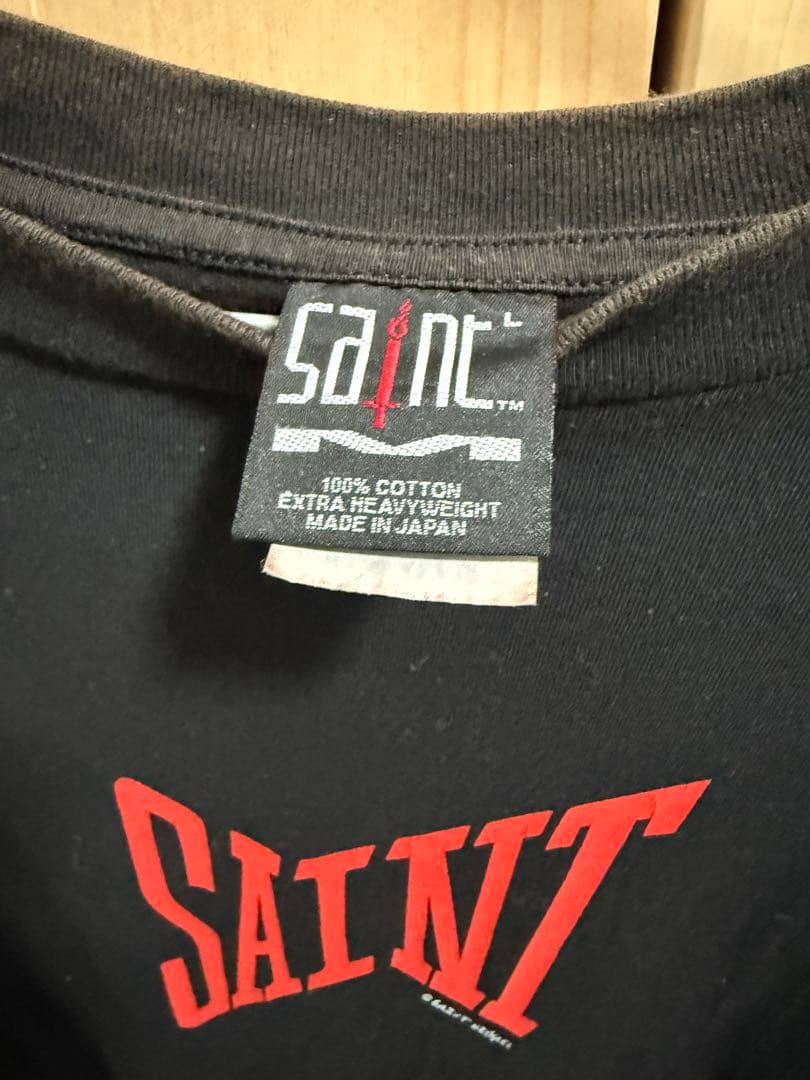 saint L
TM
100% COTTON
EXTRA HEAVYWEIGHT
MADE IN JAPAN
SAINT